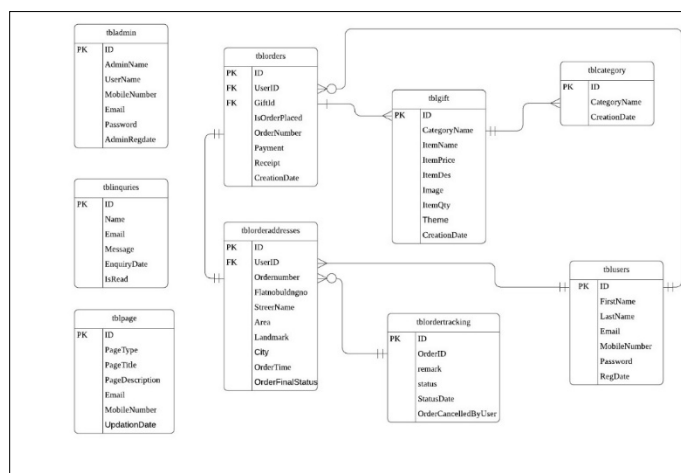 tbladmin
PK ID
AdminName
UserName
MobileNumber
Email
Password
AdminRegdate
tblinquries
ID
Name
Email
Message
EnquiryDate
IsRead
tblpage
PK ID
PageType
PageTitle
PageDescription
Email
MobileNumber
UpdationDate
tblorders
PK ID
FK UserID
FK GiftId
IsOrderPlaced
OrderNumber
Payment
Receipt
CreationDate
tblorderaddresses
PK ID
FK UserID
Ordernumber
Flatnobuldngno
StreerName
Area
Landmark
City
OrderTime
OrderFinalStatus
tblgift
PK ID
CategoryName
ItemName
ItemPrice
ItemDes
Image
ItemQty
Theme
CreationDate
tblordertracking
PK ID
OrderID
remark
status
StatusDate
OrderCancelledByUser
tblcategory
ID
CategoryName
CreationDate
tblusers
PK ID
FirstName
LastName
Email
MobileNumber
Password
RegDate